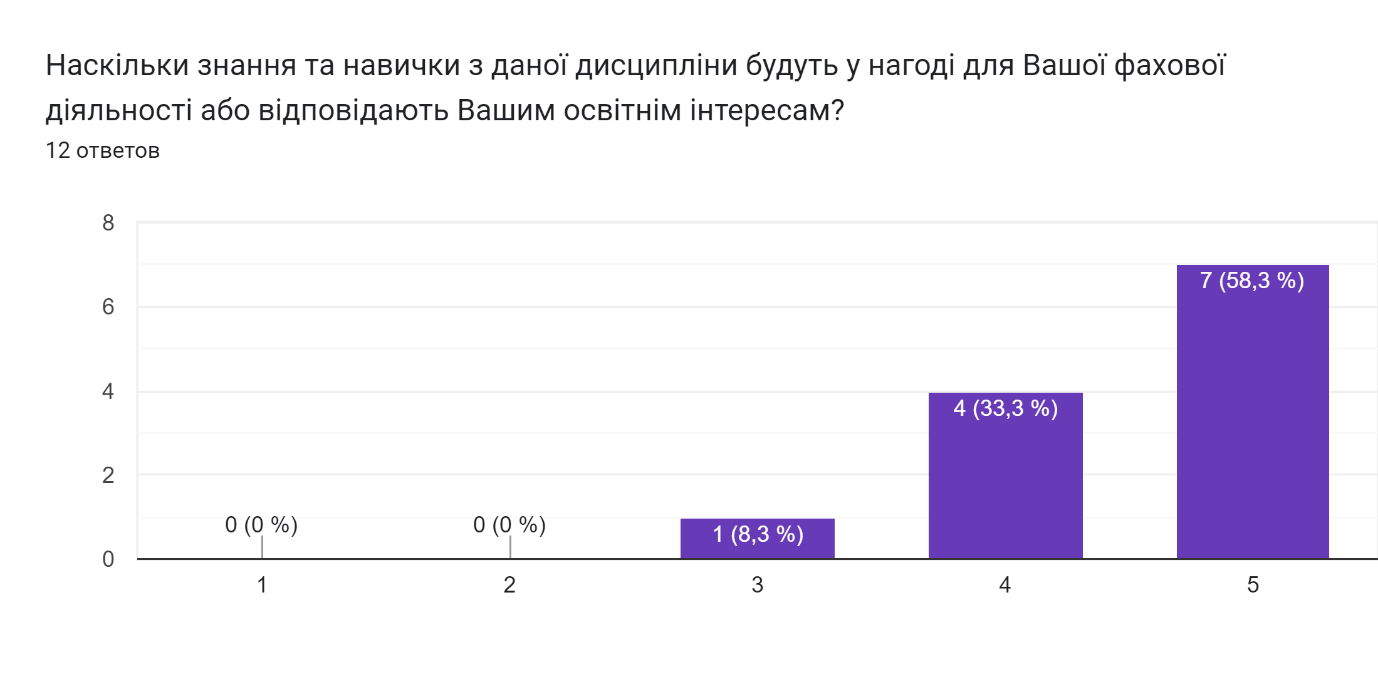 Наскільки знання та навички з даної дисципліни будуть у нагоді для Вашої фахової
діяльності або відповідають Вашим освітнім інтересам?
12 ответов
8
6
4
2
0
0 (0 %)
0 (0 %)
1 (8,3 %)
4 (33,3 %)
7 (58,3 %)
1
2
3
4
5